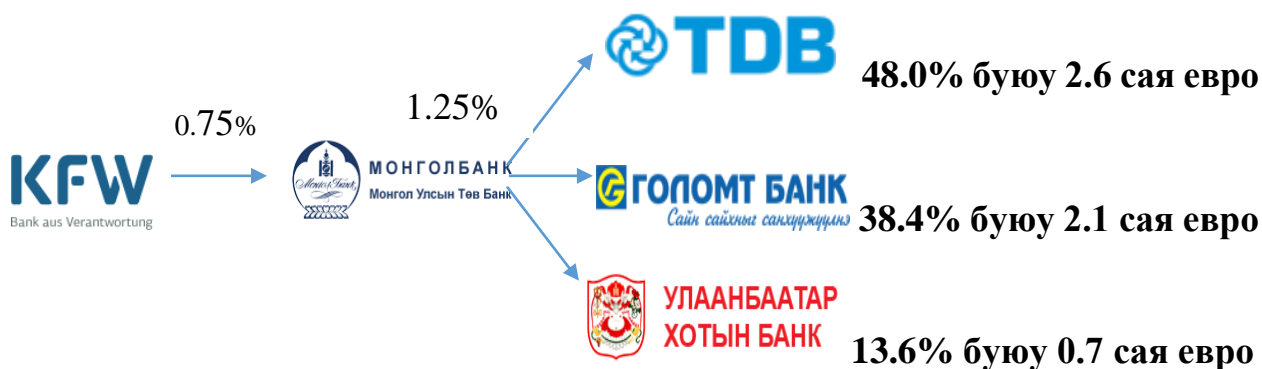 TDB
48.0% буюу 2.6 сая евро
0.75%
1.25%
KFW
Bank aus Verantwortung
МОНГОЛБАНК
Монгол Улсын Төв Банк
ГОЛОМТ БАНК
Сайн сайхныг санхүүжүүлнэ
38.4% буюу 2.1 сая евро
УЛААНБААТАР
ХОТЫН БАНК
13.6% буюу 0.7 сая евро